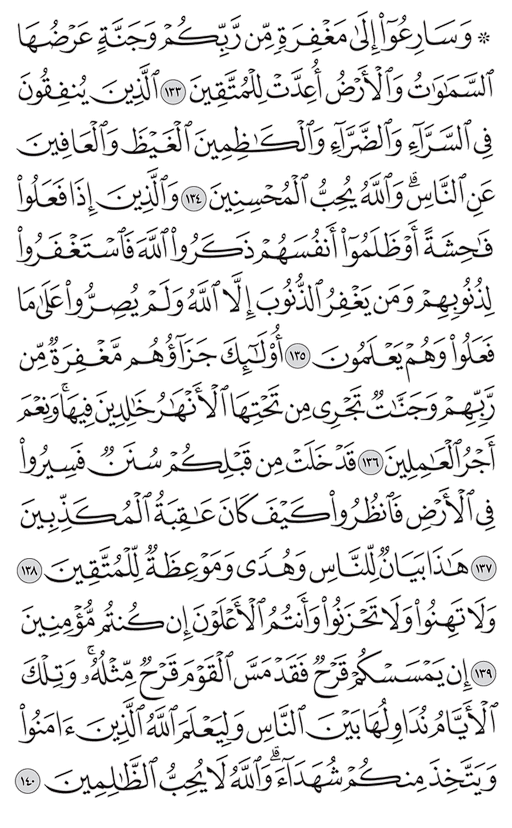 ۞ وَسَارِعُوٓا۟ إِلَىٰ مَغْفِرَةٍ مِّن رَّبِّكُمْ وَجَنَّةٍ عَرْضُهَا
ٱلسَّمَٰوَٰتُ وَٱلْأَرْضُ أُعِدَّتْ لِلْمُتَّقِينَ ١٣٣ ٱلَّذِينَ يُنفِقُونَ
فِى ٱلسَّرَّآءِ وَٱلضَّرَّآءِ وَٱلْكَٰظِمِينَ ٱلْغَيْظَ وَٱلْعَافِينَ
عَنِ ٱلنَّاسِ ۗ وَٱللَّهُ يُحِبُّ ٱلْمُحْسِنِينَ ١٣٤ وَٱلَّذِينَ إِذَا فَعَلُوا۟
فَٰحِشَةً أَوْ ظَلَمُوٓا۟ أَنفُسَهُمْ ذَكَرُوا۟ ٱللَّهَ فَٱسْتَغْفَرُوا۟
لِذُنُوبِهِمْ وَمَن يَغْفِرُ ٱلذُّنُوبَ إِلَّا ٱللَّهُ وَلَمْ يُصِرُّوا۟ عَلَىٰ مَا
فَعَلُوا۟ وَهُمْ يَعْلَمُونَ ١٣٥ أُو۟لَٰٓئِكَ جَزَآؤُهُم مَّغْفِرَةٌ مِّن
رَّبِّهِمْ وَجَنَّٰتٌ تَجْرِى مِن تَحْتِهَا ٱلْأَنْهَٰرُ خَٰلِدِينَ فِيهَا ۚ وَنِعْمَ
أَجْرُ ٱلْعَٰمِلِينَ ١٣٦ قَدْ خَلَتْ مِن قَبْلِكُمْ سُنَنٌ فَسِيرُوا۟
فِى ٱلْأَرْضِ فَٱنظُرُوا۟ كَيْفَ كَانَ عَٰقِبَةُ ٱلْمُكَذِّبِينَ
١٣٧ هَٰذَا بَيَانٌ لِّلنَّاسِ وَهُدًى وَمَوْعِظَةٌ لِّلْمُتَّقِينَ ١٣٨
وَلَا تَهِنُوا۟ وَلَا تَحْزَنُوا۟ وَأَنتُمُ ٱلْأَعْلَوْنَ إِن كُنتُم مُّؤْمِنِينَ
١٣٩ إِن يَمْسَسْكُمْ قَرْحٌ فَقَدْ مَسَّ ٱلْقَوْمَ قَرْحٌ مِّثْلُهُۥ ۚ وَتِلْكَ
ٱلْأَيَّامُ نُدَاوِلُهَا بَيْنَ ٱلنَّاسِ وَلِيَعْلَمَ ٱللَّهُ ٱلَّذِينَ ءَامَنُوا۟
وَيَتَّخِذَ مِنكُمْ شُهَدَآءَ ۗ وَٱللَّهُ لَا يُحِبُّ ٱلظَّٰلِمِينَ ١٤٠